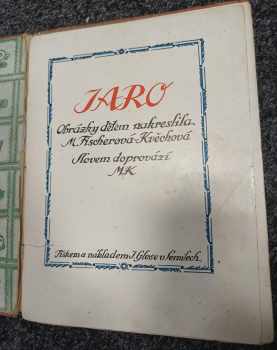 JARO
Obrázky dětem nakreslila
M. Fischerová-Kvěchová
Slovem doprovází
M.K.
Tiskem a nákladem J. Glose v Semilech.